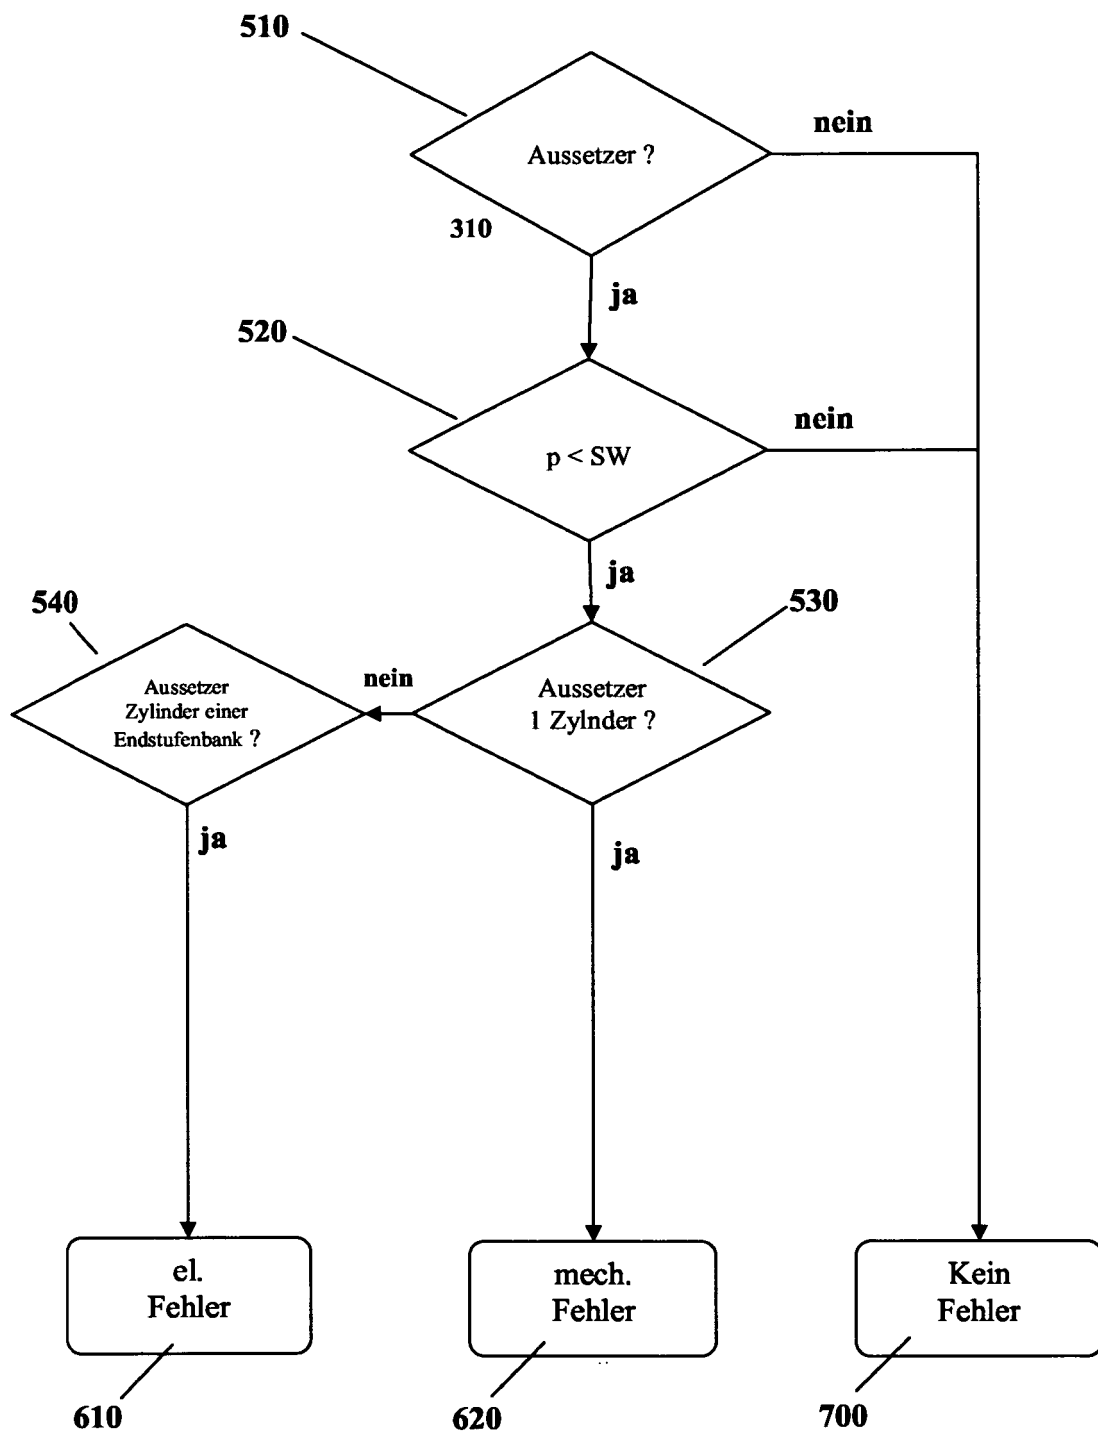 510
nein
Aussetzer ?
310
ja
520
nein
p < SW
ja
540
530
nein
Aussetzer
Zylinder einer
Endstufenbank ?
Aussetzer
1 Zylnder ?
ja
ja
el.
Fehler
mech.
Fehler
Kein
Fehler
610
620
700